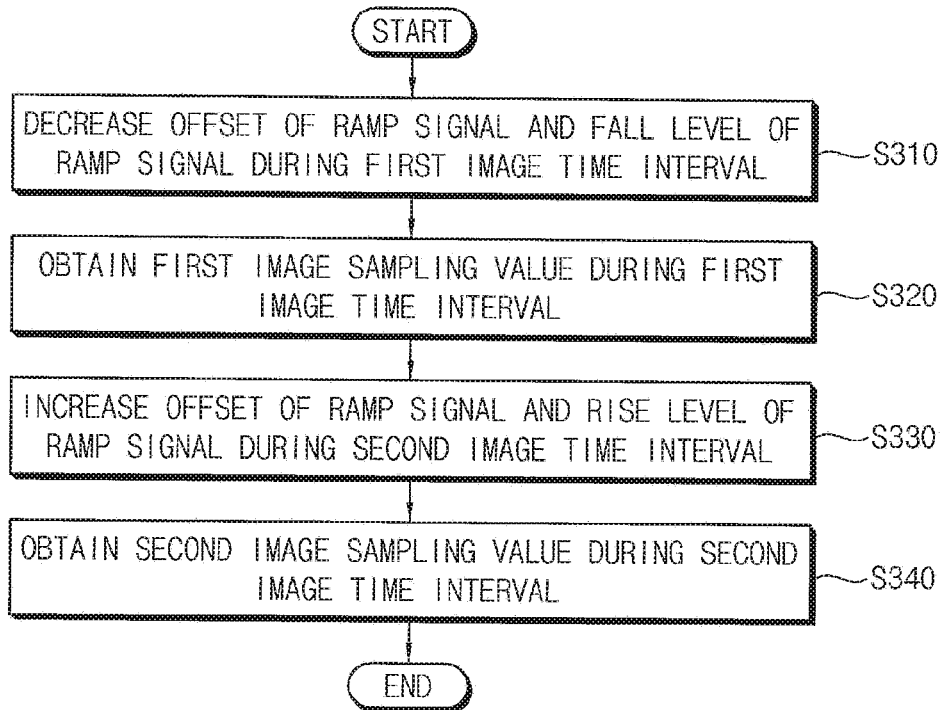 START
DECREASE OFFSET OF RAMP SIGNAL AND FALL LEVEL OF
RAMP SIGNAL DURING FIRST IMAGE TIME INTERVAL
S310
OBTAIN FIRST IMAGE SAMPLING VALUE DURING FIRST
IMAGE TIME INTERVAL
S320
INCREASE OFFSET OF RAMP SIGNAL AND RISE LEVEL OF
RAMP SIGNAL DURING SECOND IMAGE TIME INTERVAL
S330
OBTAIN SECOND IMAGE SAMPLING VALUE DURING SECOND
IMAGE TIME INTERVAL
S340
END